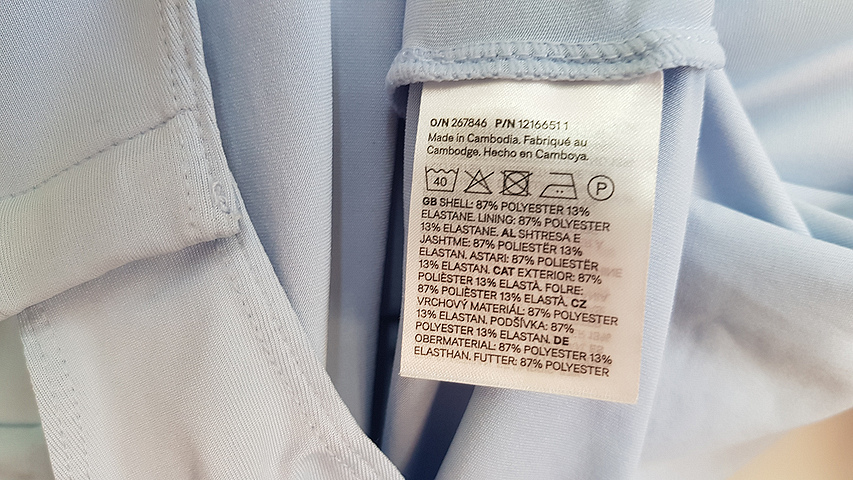 O/N 267846 P/N 1216651 1
Made in Cambodia. Fabriqué au
Cambodge. Hecho en Camboya.
40 P
GB SHELL: 87% POLYESTER 13%
ELASTANE. LINING: 87% POLYESTER
13% ELASTANE. AL SHTRESA E
JASHTME: 87% POLIESTËR 13%
ELASTAN. ASTARI: 87% POLIESTËR
13% ELASTAN. CAT EXTERIOR: 87%
POLIÈSTER 13% ELASTÀ. FOLRE:
87% POLIÈSTER 13% ELASTÀ. CZ
VRCHOVÝ MATERIÁL: 87% POLYESTER
13% ELASTAN. PODŠÍVKA: 87%
POLYESTER 13% ELASTAN. DE
OBERMATERIAL: 87% POLYESTER 13%
ELASTHAN. FUTTER: 87% POLYESTER